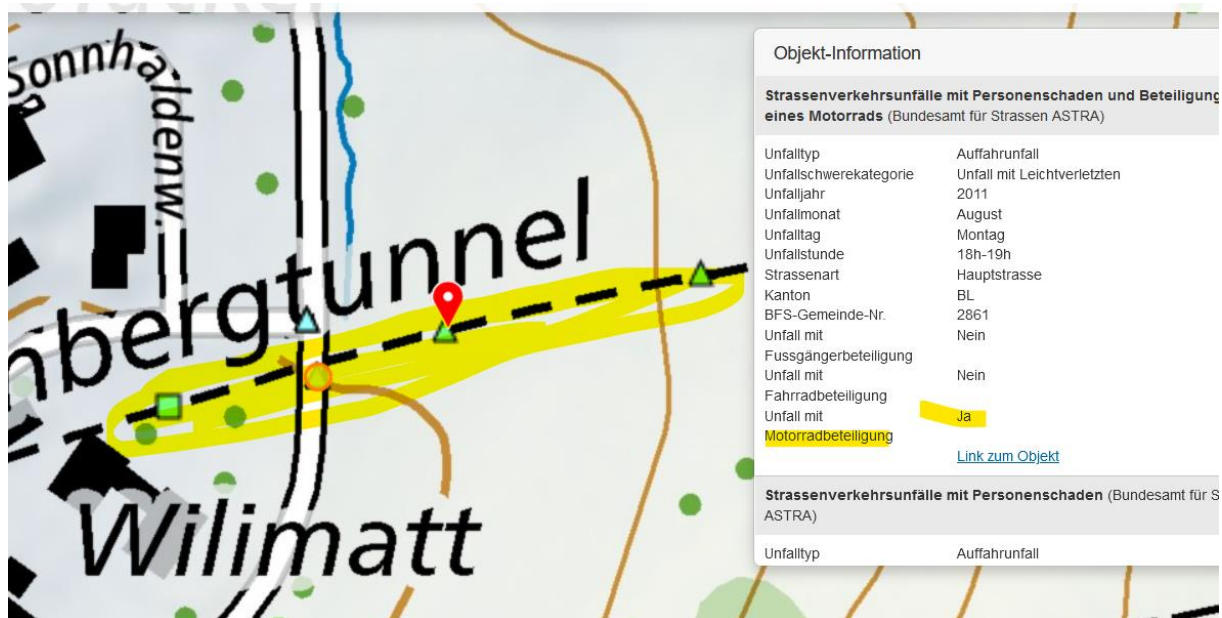 Sonnhaldenw.
nbergtunnel
Wilimatt
Objekt-Information
Strassenverkehrsunfälle mit Personenschaden und Beteiligung
eines Motorrads (Bundesamt für Strassen ASTRA)
Unfalltyp Auffahrunfall
Unfallschwerekategorie Unfall mit Leichtverletzten
Unfalljahr 2011
Unfallmonat August
Unfalltag Montag
Unfallstunde 18h-19h
Strassenart Hauptstrasse
Kanton BL
BFS-Gemeinde-Nr. 2861
Unfall mit Nein
Fussgängerbeteiligung
Unfall mit Nein
Fahrradbeteiligung
Unfall mit Ja
Motorradbeteiligung
Link zum Objekt
Strassenverkehrsunfälle mit Personenschaden (Bundesamt für S
ASTRA)
Unfalltyp Auffahrunfall